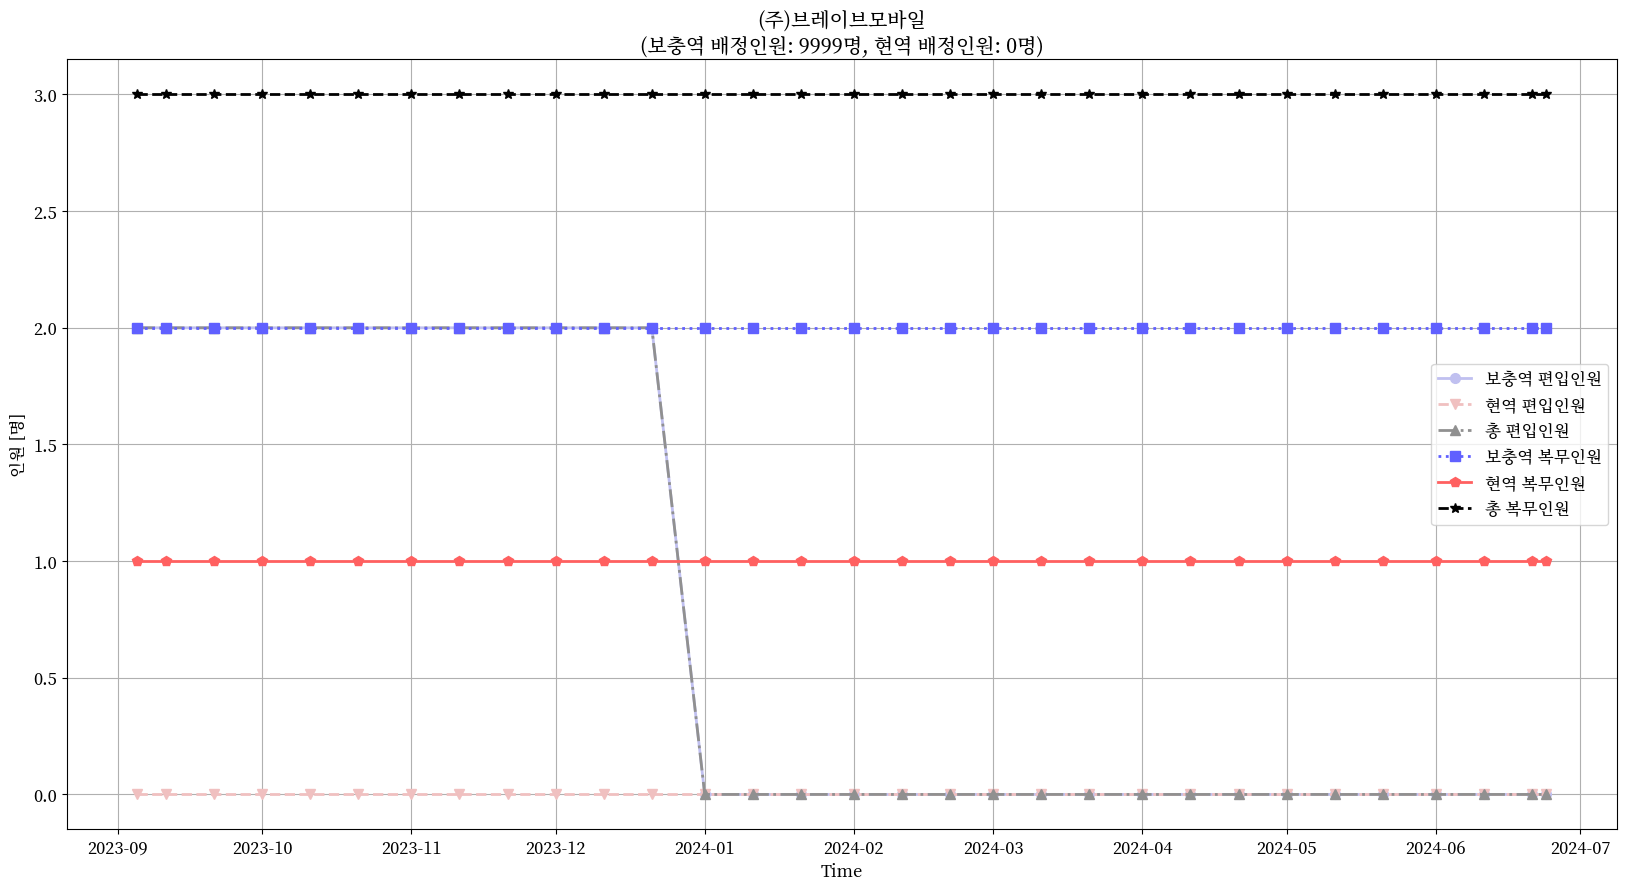 (주)브레이브모바일
(보충역 배정인원: 9999명, 현역 배정인원: 0명)
3.0
2.5
2.0
1.5
1.0
0.5
0.0
인원 [명]
보충역 편입인원
현역 편입인원
총 편입인원
보충역 복무인원
현역 복무인원
총 복무인원
2023-09 2023-10 2023-11 2023-12 2024-01 2024-02 2024-03 2024-04 2024-05 2024-06 2024-07
Time